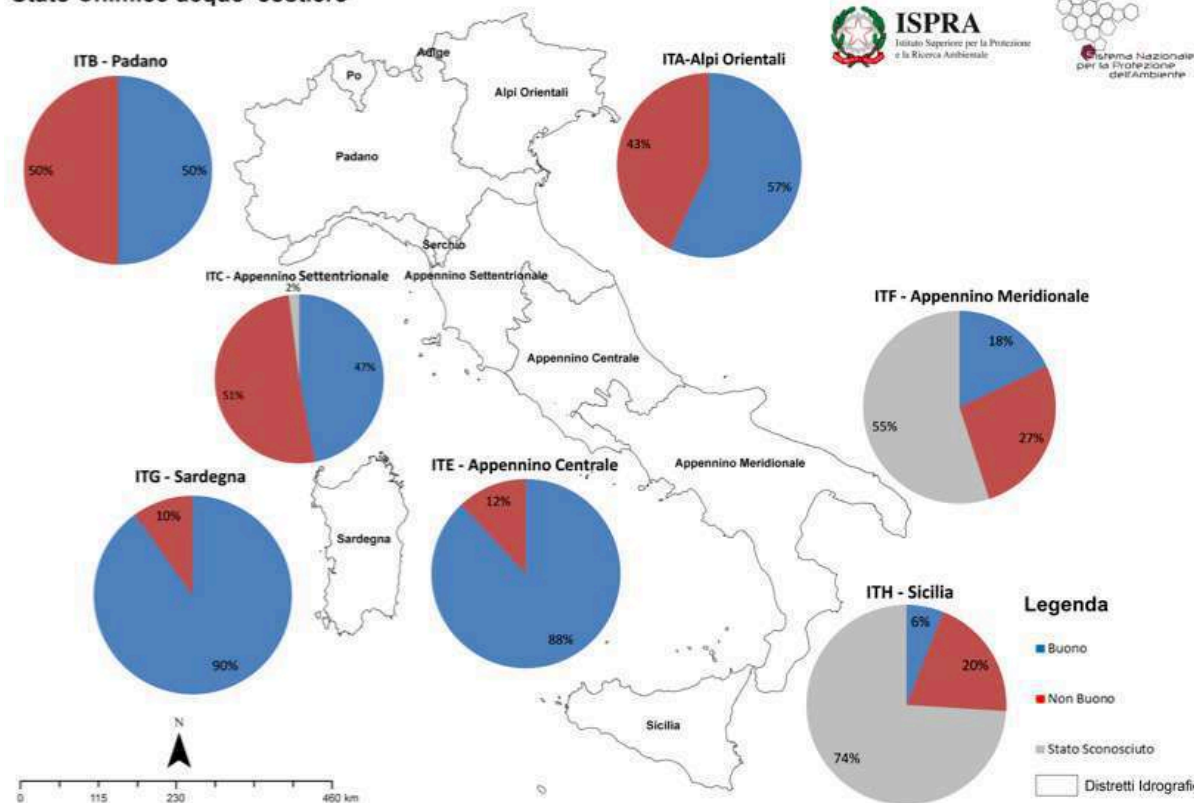 Stato Chimico acque costiere
ISPRA
Istituto Superiore per la Protezione
e la Ricerca Ambientale
Sistema Nazionale
per la Protezione
dell'Ambiente
ITB - Padano
50%
50%
Po
Adige
Alpi Orientali
Padano
ITA-Alpi Orientali
43%
57%
Serchio
ITC - Appennino Settentrionale
2%
47%
51%
Appennino Settentrionale
Appennino Centrale
ITF - Appennino Meridionale
18%
27%
55%
Appennino Meridionale
ITG - Sardegna
10%
90%
Sardegna
ITE - Appennino Centrale
12%
88%
ITH - Sicilia
6%
20%
74%
Sicilia
Legenda
Buono
Non Buono
Stato Sconosciuto
Distretti Idrografic
N
0 115 230 460 km